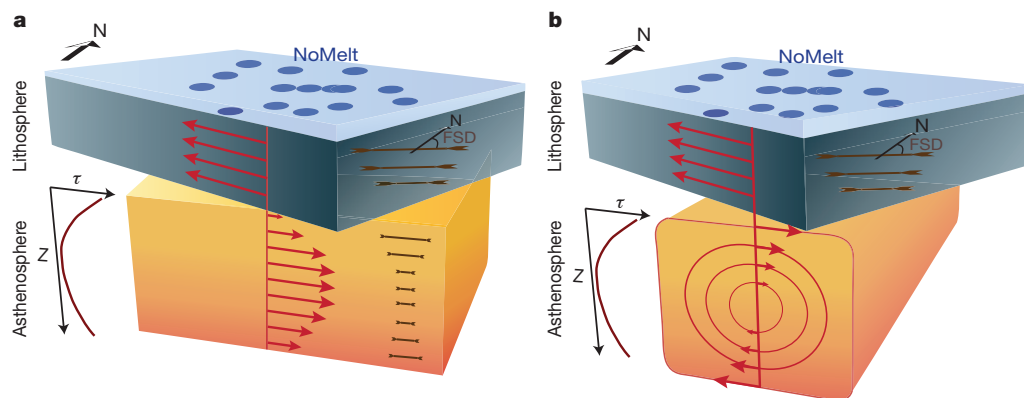 a
N
NoMelt
Lithosphere
N
FSD
τ
Z
Asthenosphere
b
N
NoMelt
Lithosphere
N
FSD
τ
Z
Asthenosphere